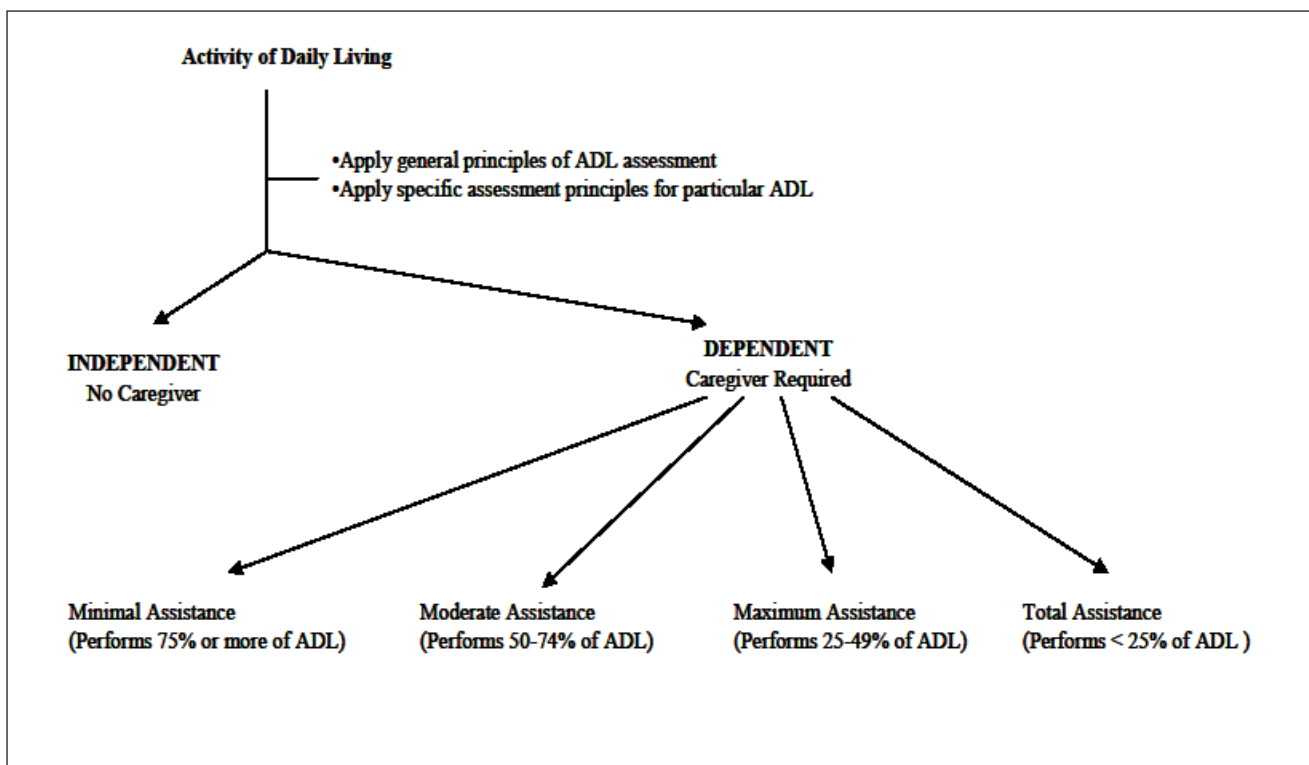 Activity of Daily Living
•Apply general principles of ADL assessment
•Apply specific assessment principles for particular ADL
INDEPENDENT
No Caregiver
DEPENDENT
Caregiver Required
Minimal Assistance
(Performs 75% or more of ADL)
Moderate Assistance
(Performs 50-74% of ADL)
Maximum Assistance
(Performs 25-49% of ADL)
Total Assistance
(Performs < 25% of ADL )